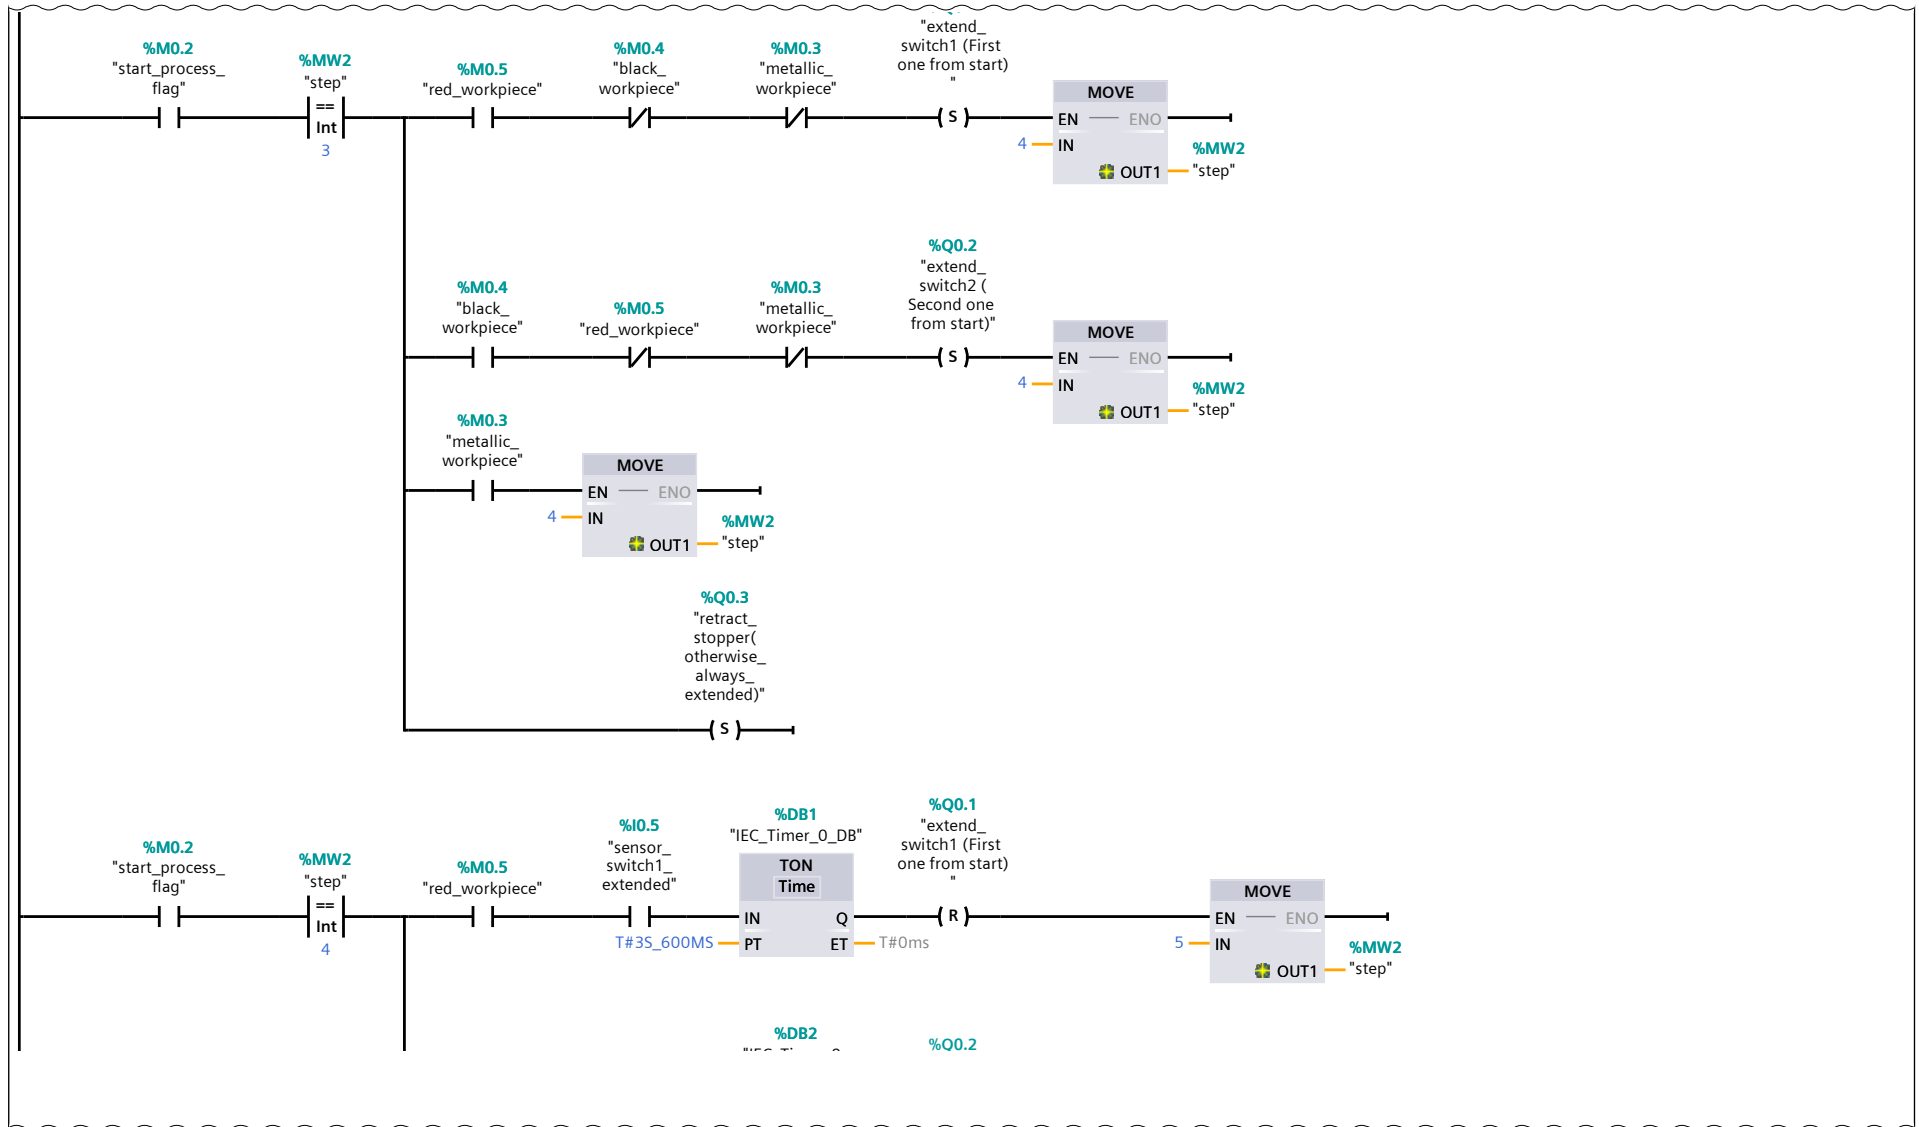 "extend_
switch1 (First
one from start)
"
%M0.2
"start_process_
flag"
%MW2
"step"
==
Int
3
%M0.5
"red_workpiece"
%M0.4
"black_
workpiece"
%M0.3
"metallic_
workpiece"
S
MOVE
EN ENO
4 IN
OUT1
%MW2
"step"
%M0.4
"black_
workpiece"
%M0.5
"red_workpiece"
%M0.3
"metallic_
workpiece"
%Q0.2
"extend_
switch2 (
Second one
from start)"
S
MOVE
EN ENO
4 IN
OUT1
%MW2
"step"
%M0.3
"metallic_
workpiece"
MOVE
EN ENO
4 IN
OUT1
%MW2
"step"
%Q0.3
"retract_
stopper(
otherwise_
always_
extended)"
S
%M0.2
"start_process_
flag"
%MW2
"step"
==
Int
4
%M0.5
"red_workpiece"
%I0.5
"sensor_
switch1_
extended"
%DB1
"IEC_Timer_0_DB"
TON
Time
IN Q
T#3S_600MS PT ET T#0ms
%Q0.1
"extend_
switch1 (First
one from start)
"
R
MOVE
EN ENO
5 IN
OUT1
%MW2
"step"
%DB2
%Q0.2